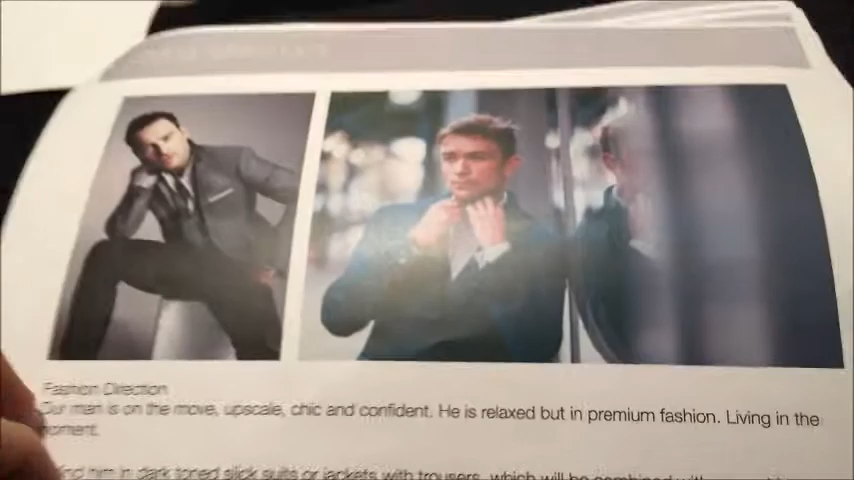 Fashion Direction
Our man is on the move, upscale, chic and confident. He is relaxed but in premium fashion. Living in the
moment.
find him in dark toned slick suits or jackets with trousers, which will be combined with